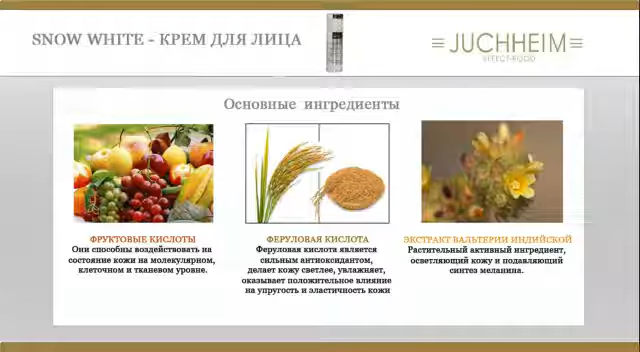 SNOW WHITE - КРЕМ ДЛЯ ЛИЦА
JUCHHEIM
EFFECT-FOOD
Основные ингредиенты
ФРУКТОВЫЕ КИСЛОТЫ
Они способны воздействовать на
состояние кожи на молекулярном,
клеточном и тканевом уровне.
ФЕРУЛОВАЯ КИСЛОТА
Феруловая кислота является
сильным антиоксидантом,
делает кожу светлее, увлажняет,
оказывает положительное влияние
на упругость и эластичность кожи
ЭКСТРАКТ ВАЛЬТЕРИИ ИНДИЙСКОЙ
Растительный активный ингредиент,
осветляющий кожу и подавляющий
синтез меланина.